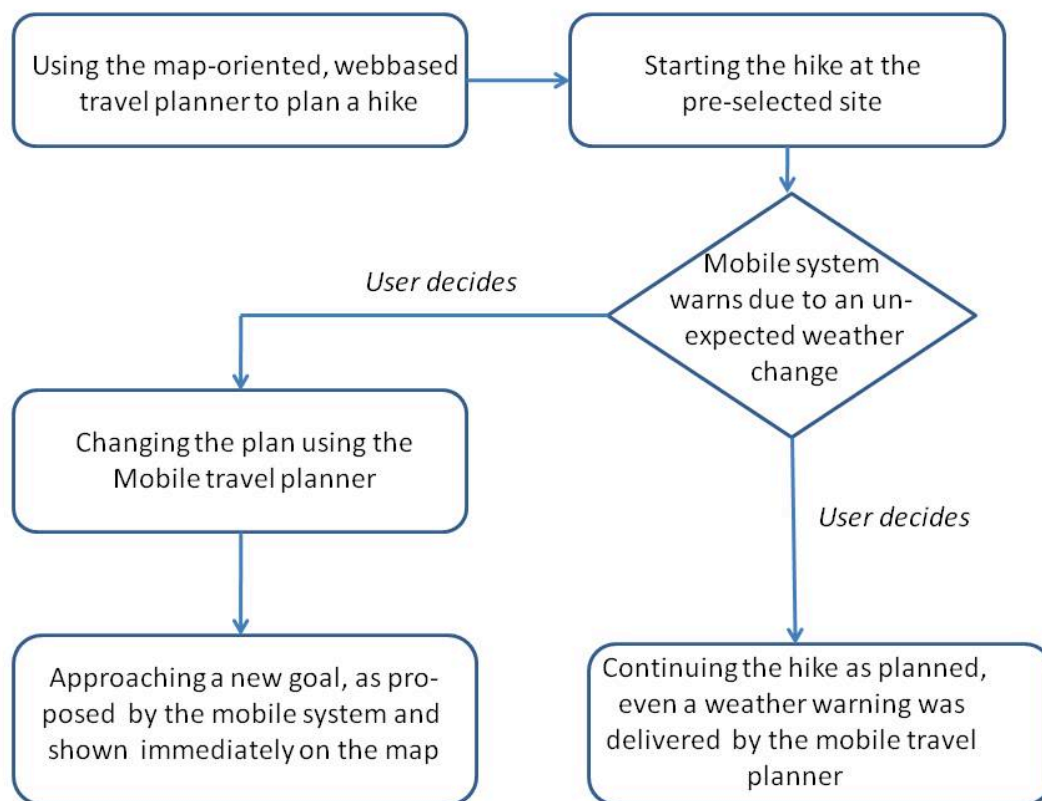 Using the map-oriented, webbased
travel planner to plan a hike
Starting the hike at the
pre-selected site
Mobile system
warns due to an un-
expected weather
change
User decides
Changing the plan using the
Mobile travel planner
User decides
Approaching a new goal, as pro-
posed by the mobile system and
shown immediately on the map
Continuing the hike as planned,
even a weather warning was
delivered by the mobile travel
planner